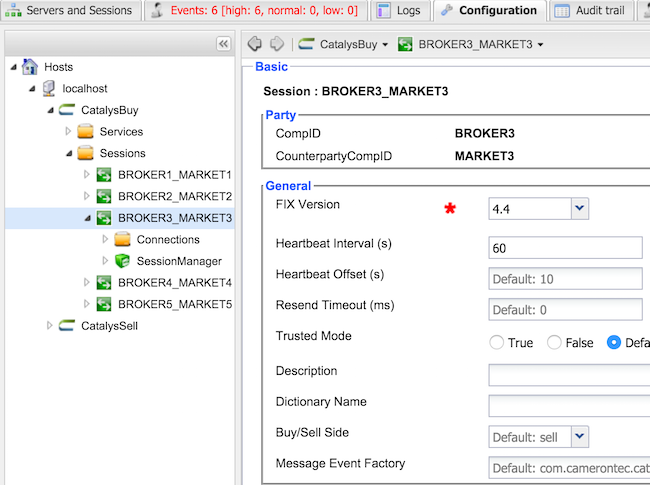 Servers and Sessions
Events: 6 [high: 6, normal: 0, low: 0]
Logs
Configuration
Audit trail
Hosts
localhost
CatalysBuy
Services
Sessions
BROKER1_MARKET1
BROKER2_MARKET2
BROKER3_MARKET3
Connections
SessionManager
BROKER4_MARKET4
BROKER5_MARKET5
CatalysSell
CatalysBuy
BROKER3_MARKET3
Basic
Session : BROKER3_MARKET3
Party
CompID BROKER3
CounterpartyCompID MARKET3
General
FIX Version * 4.4
Heartbeat Interval (s) 60
Heartbeat Offset (s) Default: 10
Resend Timeout (ms) Default: 0
Trusted Mode True False Defa
Description
Dictionary Name
Buy/Sell Side Default: sell
Message Event Factory Default: com.camerontec.cat